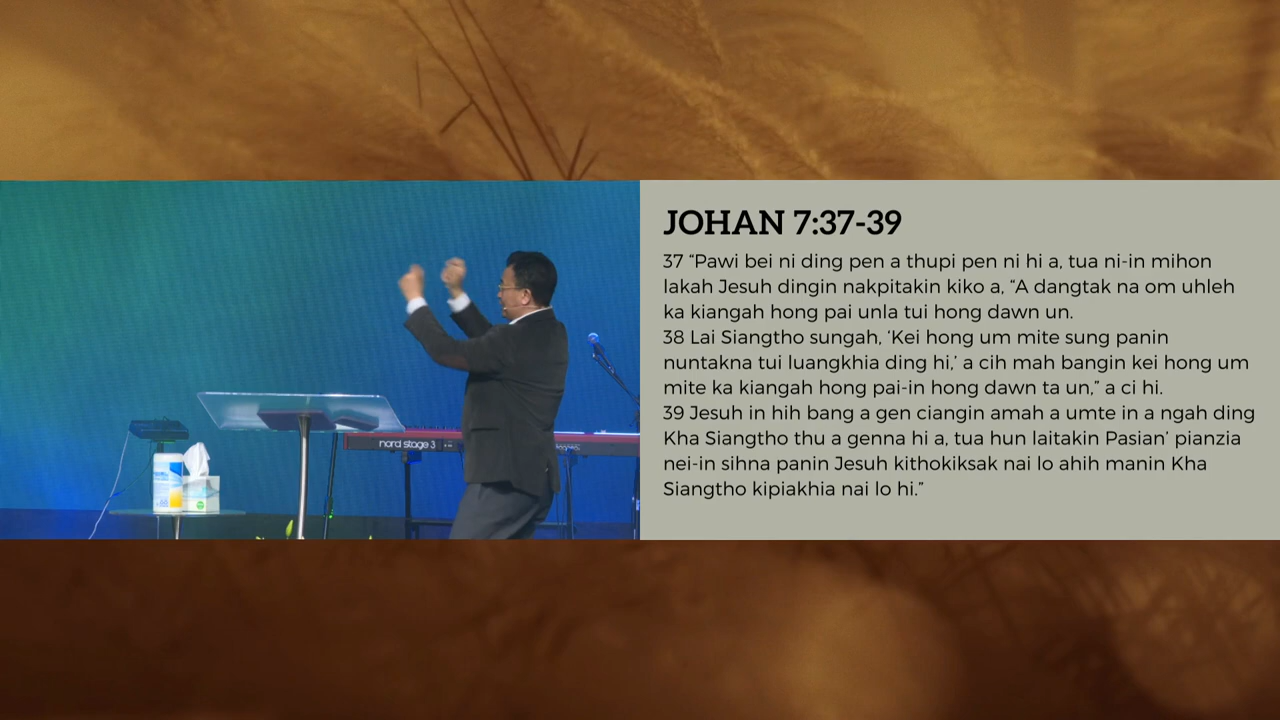 JOHAN 7:37-39
37 “Pawi bei ni ding pen a thupi pen ni hi a, tua ni-in mihon
lakah Jesuh dingin nakpitakin kiko a, “A dangtak na om uhleh
ka kiangah hong pai unla tui hong dawn un.
38 Lai Siangtho sungah, ‘Kei hong um mite sung panin
nuntakna tui luangkhia ding hi,’ a cih mah bangin kei hong um
mite ka kiangah hong pai-in hong dawn ta un,” a ci hi.
39 Jesuh in hih bang a gen ciangin amah a umte in a ngah ding
Kha Siangtho thu a genna hi a, tua hun laitakin Pasian’ pianzia
nei-in sihna panin Jesuh kithokiksak nai lo ahih manin Kha
Siangtho kipiakhia nai lo hi.”
nord stage 3